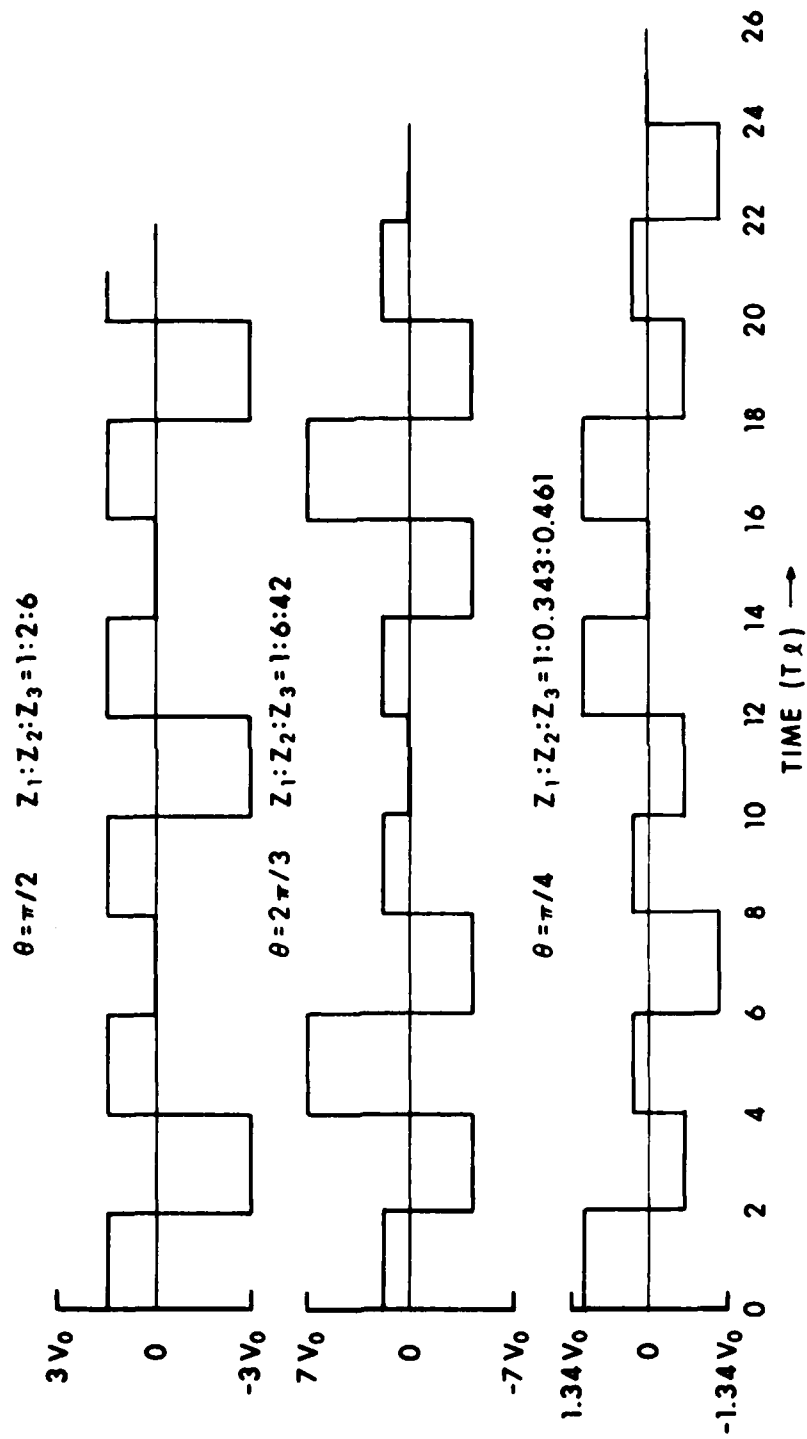 θ=π/2 Z₁:Z₂:Z₃=1:2:6
3 V₀
0
-3 V₀
θ=2π/3 Z₁:Z₂:Z₃=1:6:42
7 V₀
0
-7 V₀
θ=π/4 Z₁:Z₂:Z₃=1:0.343:0.461
1.34 V₀
0
-1.34 V₀
0 2 4 6 8 10 12 14 16 18 20 22 24 26
TIME (Tℓ) →